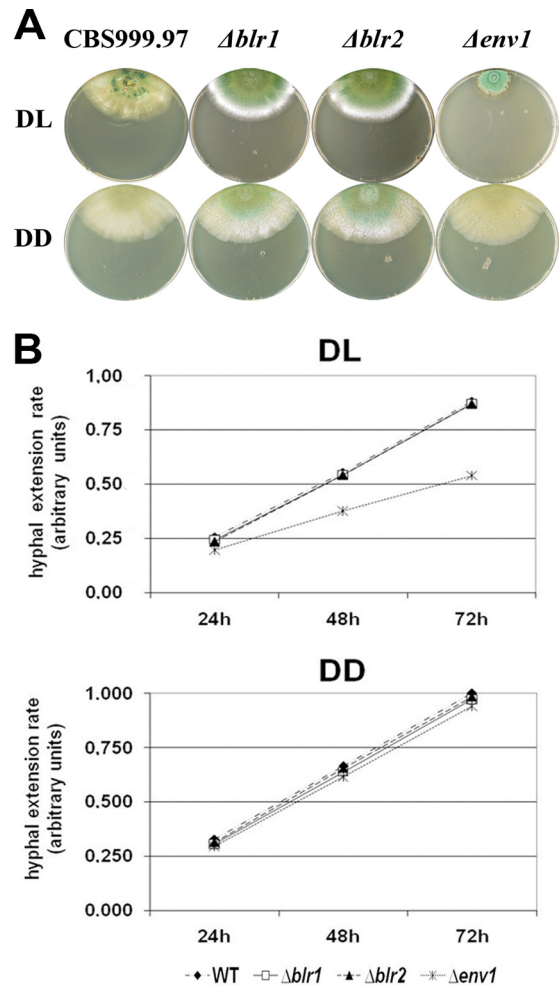 A
CBS999.97 Δblr1 Δblr2 Δenv1
DL
DD
B
DL
hyphal extension rate
(arbitrary units)
1,00
0.75
0.50
0.25
0.00
24h 48h 72h
DD
hyphal extension rate
(arbitrary units)
1.000
0.750
0.500
0.250
0.000
24h 48h 72h
WT Δblr1 Δblr2 Δenv1